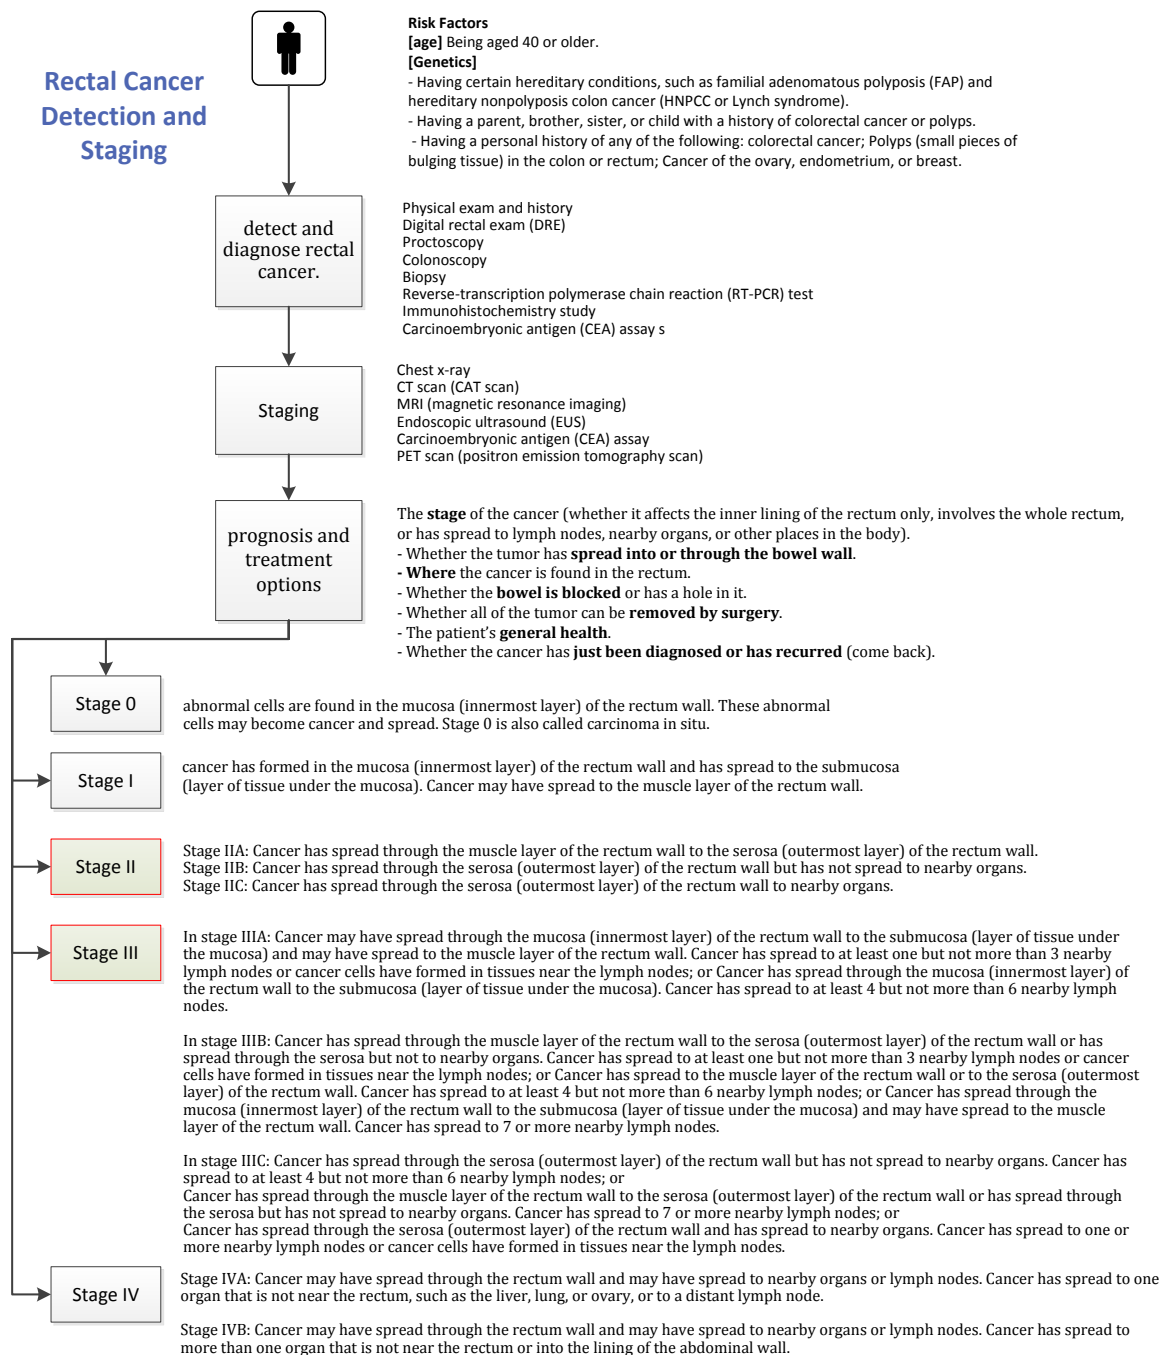 Rectal Cancer
Detection and
Staging
Risk Factors
[age] Being aged 40 or older.
[Genetics]
- Having certain hereditary conditions, such as familial adenomatous polyposis (FAP) and
hereditary nonpolyposis colon cancer (HNPCC or Lynch syndrome).
- Having a parent, brother, sister, or child with a history of colorectal cancer or polyps.
- Having a personal history of any of the following: colorectal cancer; Polyps (small pieces of
bulging tissue) in the colon or rectum; Cancer of the ovary, endometrium, or breast.
detect and
diagnose rectal
cancer.
Physical exam and history
Digital rectal exam (DRE)
Proctoscopy
Colonoscopy
Biopsy
Reverse-transcription polymerase chain reaction (RT-PCR) test
Immunohistochemistry study
Carcinoembryonic antigen (CEA) assay s
Staging
Chest x-ray
CT scan (CAT scan)
MRI (magnetic resonance imaging)
Endoscopic ultrasound (EUS)
Carcinoembryonic antigen (CEA) assay
PET scan (positron emission tomography scan)
prognosis and
treatment
options
The stage of the cancer (whether it affects the inner lining of the rectum only, involves the whole rectum,
or has spread to lymph nodes, nearby organs, or other places in the body).
- Whether the tumor has spread into or through the bowel wall.
- Where the cancer is found in the rectum.
- Whether the bowel is blocked or has a hole in it.
- Whether all of the tumor can be removed by surgery.
- The patient's general health.
- Whether the cancer has just been diagnosed or has recurred (come back).
Stage 0
abnormal cells are found in the mucosa (innermost layer) of the rectum wall. These abnormal
cells may become cancer and spread. Stage 0 is also called carcinoma in situ.
Stage I
cancer has formed in the mucosa (innermost layer) of the rectum wall and has spread to the submucosa
(layer of tissue under the mucosa). Cancer may have spread to the muscle layer of the rectum wall.
Stage II
Stage IIA: Cancer has spread through the muscle layer of the rectum wall to the serosa (outermost layer) of the rectum wall.
Stage IIB: Cancer has spread through the serosa (outermost layer) of the rectum wall but has not spread to nearby organs.
Stage IIC: Cancer has spread through the serosa (outermost layer) of the rectum wall to nearby organs.
Stage III
In stage IIIA: Cancer may have spread through the mucosa (innermost layer) of the rectum wall to the submucosa (layer of tissue under
the mucosa) and may have spread to the muscle layer of the rectum wall. Cancer has spread to at least one but not more than 3 nearby
lymph nodes or cancer cells have formed in tissues near the lymph nodes; or Cancer has spread through the mucosa (innermost layer) of
the rectum wall to the submucosa (layer of tissue under the mucosa). Cancer has spread to at least 4 but not more than 6 nearby lymph
nodes.
In stage IIIB: Cancer has spread through the muscle layer of the rectum wall to the serosa (outermost layer) of the rectum wall or has
spread through the serosa but not to nearby organs. Cancer has spread to at least one but not more than 3 nearby lymph nodes or cancer
cells have formed in tissues near the lymph nodes; or Cancer has spread to the muscle layer of the rectum wall or to the serosa (outermost
layer) of the rectum wall. Cancer has spread to at least 4 but not more than 6 nearby lymph nodes; or Cancer has spread through the
mucosa (innermost layer) of the rectum wall to the submucosa (layer of tissue under the mucosa) and may have spread to the muscle
layer of the rectum wall. Cancer has spread to 7 or more nearby lymph nodes.
In stage IIIC: Cancer has spread through the serosa (outermost layer) of the rectum wall but has not spread to nearby organs. Cancer has
spread to at least 4 but not more than 6 nearby lymph nodes; or
Cancer has spread through the muscle layer of the rectum wall to the serosa (outermost layer) of the rectum wall or has spread through
the serosa but has not spread to nearby organs. Cancer has spread to 7 or more nearby lymph nodes; or
Cancer has spread through the serosa (outermost layer) of the rectum wall and has spread to nearby organs. Cancer has spread to one or
more nearby lymph nodes or cancer cells have formed in tissues near the lymph nodes.
Stage IV
Stage IVA: Cancer may have spread through the rectum wall and may have spread to nearby organs or lymph nodes. Cancer has spread to one
organ that is not near the rectum, such as the liver, lung, or ovary, or to a distant lymph node.
Stage IVB: Cancer may have spread through the rectum wall and may have spread to nearby organs or lymph nodes. Cancer has spread to
more than one organ that is not near the rectum or into the lining of the abdominal wall.